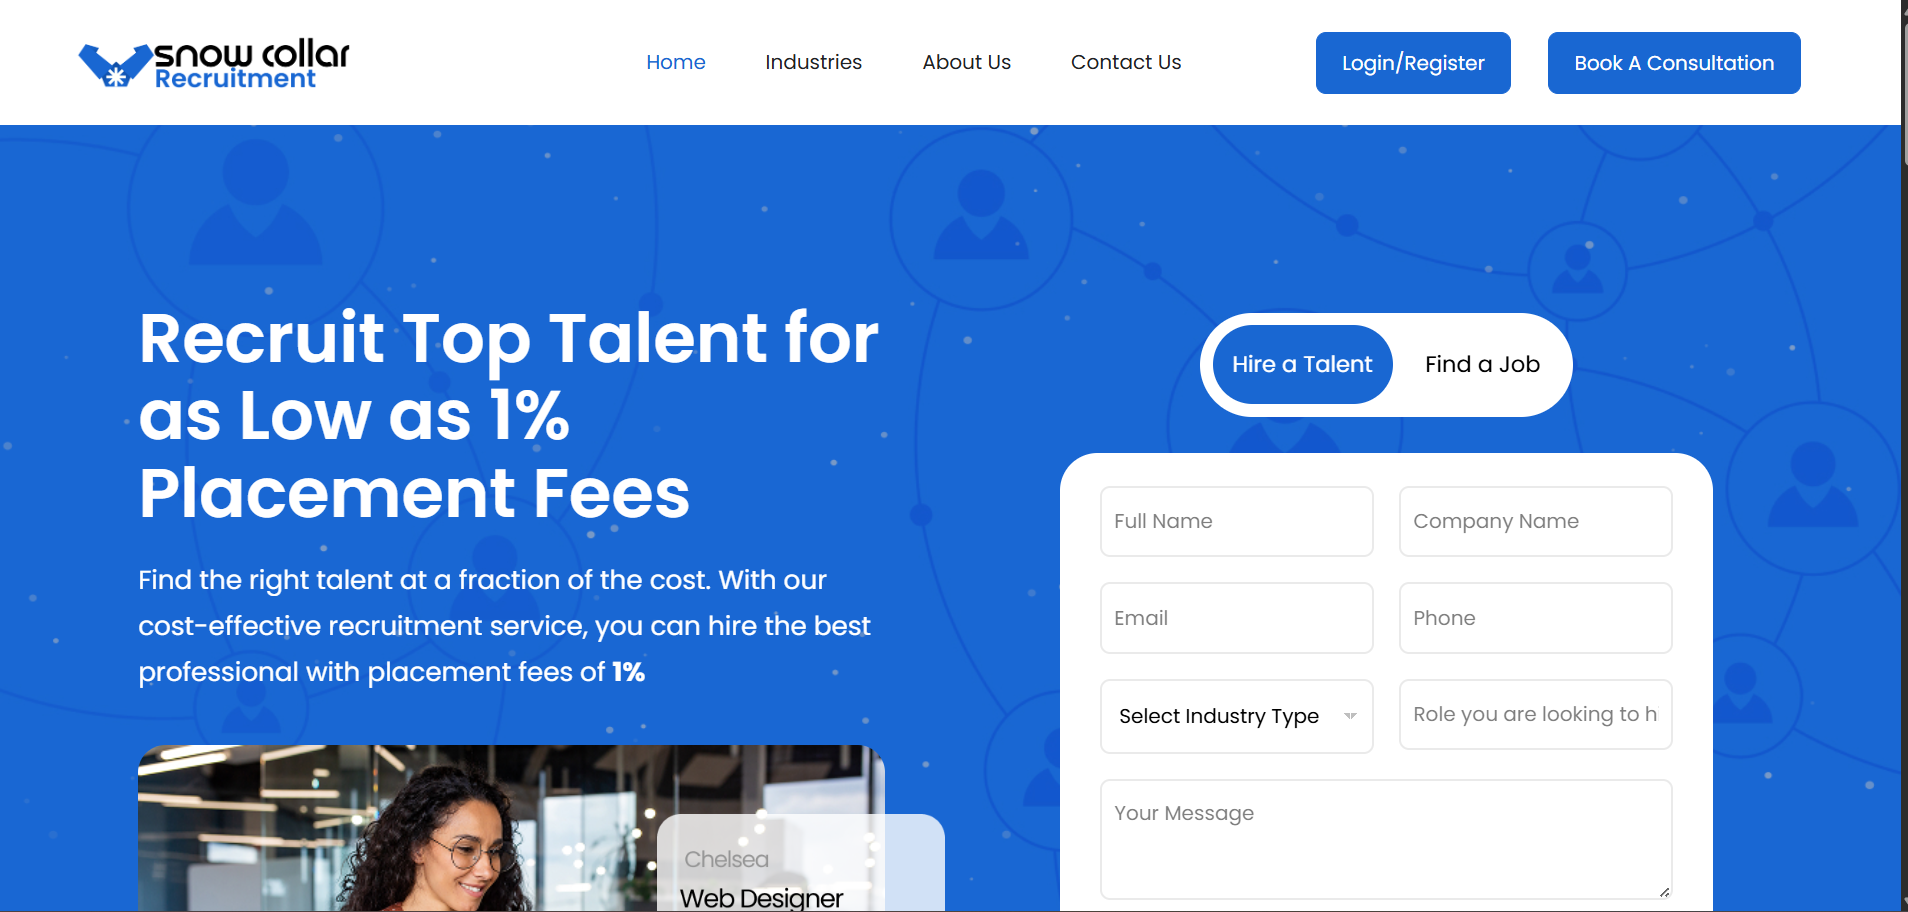 snow collar
Recruitment
Home
Industries
About Us
Contact Us
Login/Register
Book A Consultation
Recruit Top Talent for
as Low as 1%
Placement Fees
Find the right talent at a fraction of the cost. With our
cost-effective recruitment service, you can hire the best
professional with placement fees of 1%
Chelsea
Web Designer
Hire a Talent
Find a Job
Full Name
Company Name
Email
Phone
Select Industry Type
Role you are looking to h
Your Message